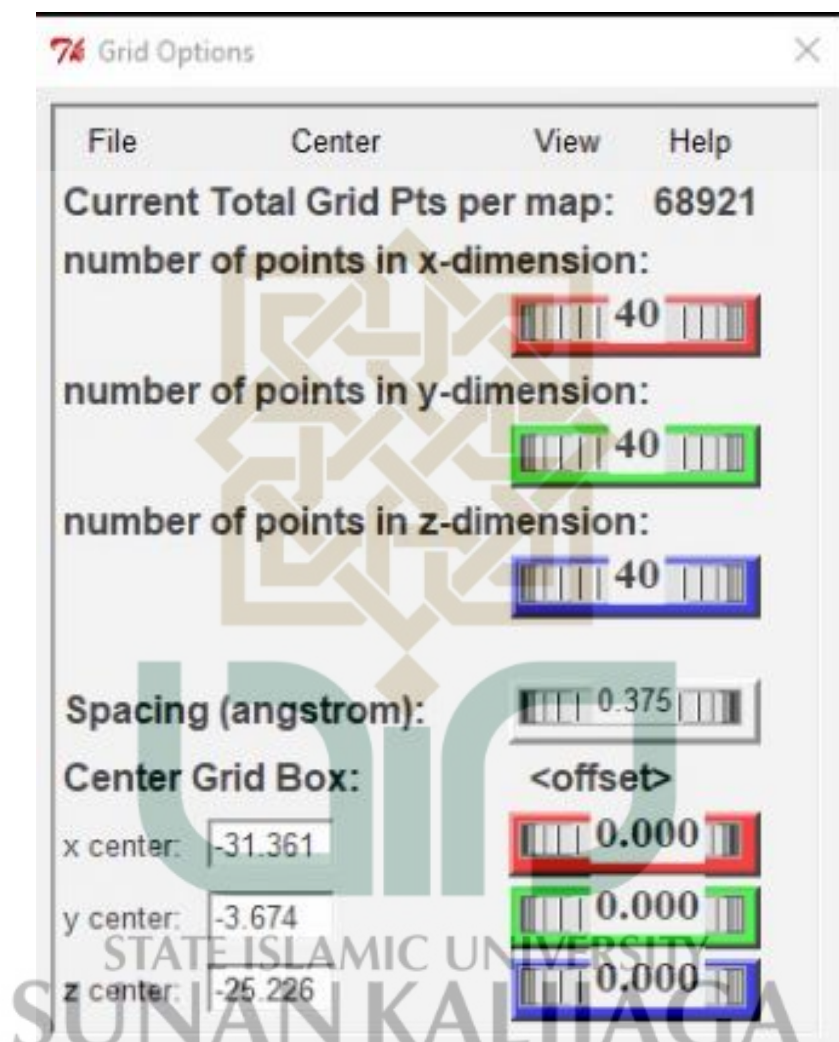 Grid Options
File Center View Help
Current Total Grid Pts per map: 68921
number of points in x-dimension:
40
number of points in y-dimension:
40
number of points in z-dimension:
40
Spacing (angstrom): 0.375
Center Grid Box: <offset>
x center: -31.361 0.000
y center: -3.674 0.000
STATE ISLAMIC UNIVERSITY
z center: -25.226 0.000
SUNAN KALIJAGA